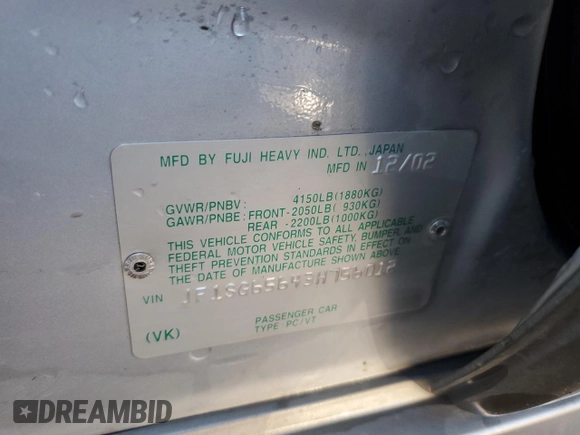 MFD BY FUJI HEAVY IND. LTD., JAPAN
MFD IN 12/02
GVWR/PNBV: 4150LB(1880KG)
GAWR/PNBE: FRONT-2050LB( 930KG)
REAR -2200LB(1000KG)
THIS VEHICLE CONFORMS TO ALL APPLICABLE
FEDERAL MOTOR VEHICLE SAFETY, BUMPER, AND
THEFT PREVENTION STANDARDS IN EFFECT ON
THE DATE OF MANUFACTURE SHOWN ABOVE.
VIN JF1SG65643H756012
(VK)
PASSENGER CAR
TYPE:PC/VT
DREAMBID